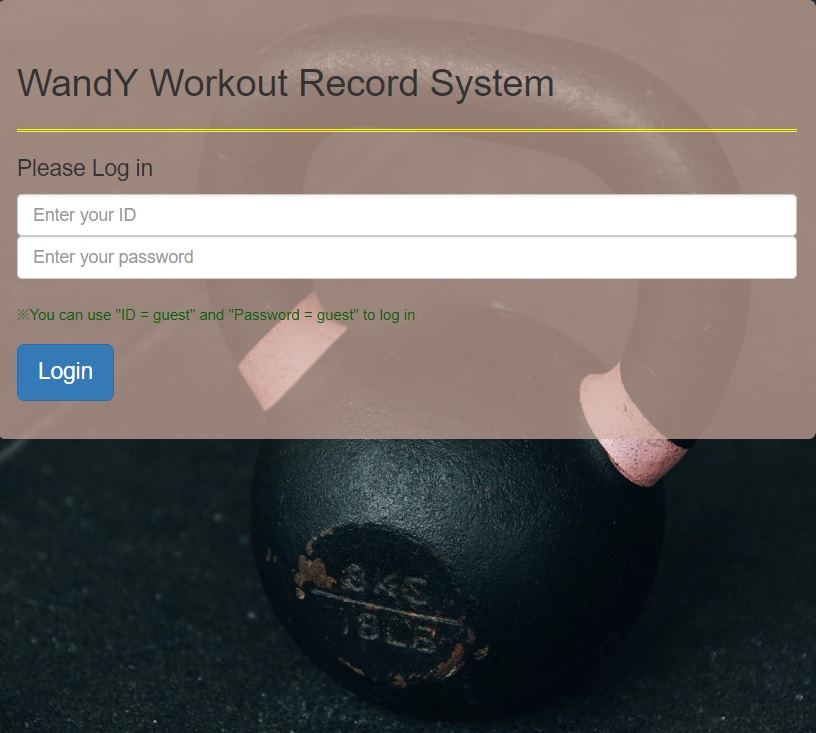 WandY Workout Record System
Please Log in
Enter your ID
Enter your password
※You can use "ID = guest" and "Password = guest" to log in
Login
8KG
18LB